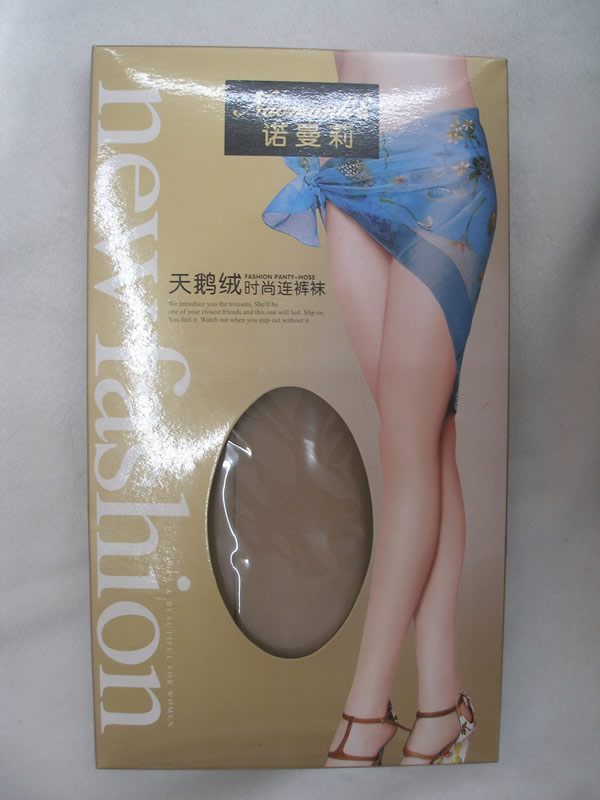 诺曼莉
new fashion
天鹅绒
FASHION PANTY-HOSE
时尚连裤袜
We introduce you the trousers, She'll be
one of your closest friends and this one will last. Slip on.
You feel it. Watch out when you step out without it.
BEAUTIFUL FOR WOMEN